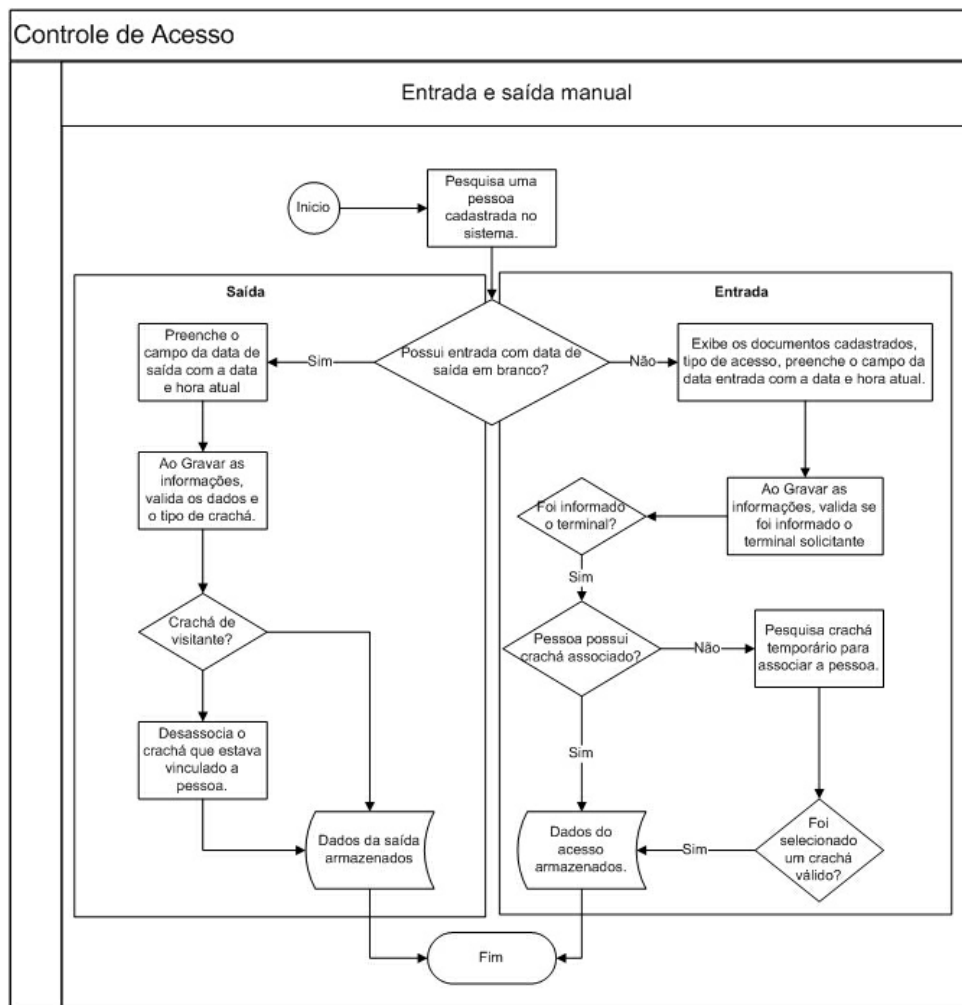 Controle de Acesso
Entrada e saída manual
Inicio
Pesquisa uma
pessoa
cadastrada no
sistema.
Saída
Entrada
Possui entrada com data de
saída em branco?
Sim
Não
Preenche o
campo da data de
saída com a data
e hora atual
Exibe os documentos cadastrados,
tipo de acesso, preenche o campo da
data entrada com a data e hora atual.
Ao Gravar as
informações,
valida os dados e
o tipo de crachá.
Ao Gravar as
informações, valida se
foi informado o
terminal solicitante
Foi informado
o terminal?
Sim
Crachá de
visitante?
Pessoa possui
crachá associado?
Não
Pesquisa crachá
temporário para
associar a pessoa.
Desassocia o
crachá que estava
vinculado a
pessoa.
Sim
Dados da saída
armazenados
Dados do
acesso
armazenados.
Sim
Foi
selecionado
um crachá
válido?
Fim